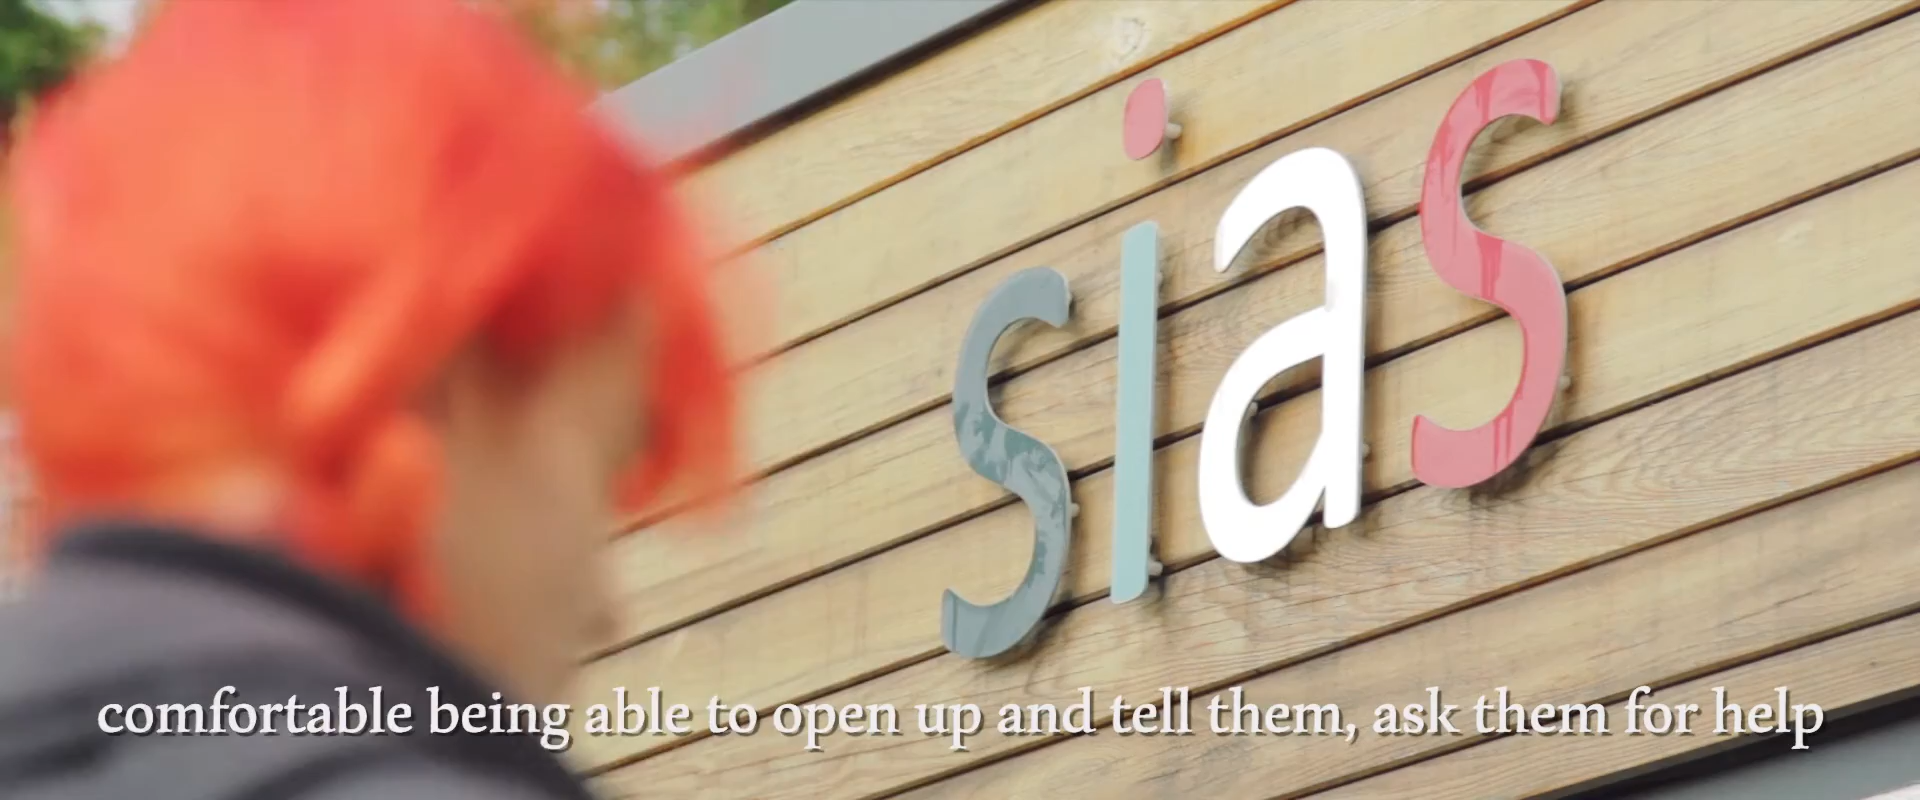 sias
comfortable being able to open up and tell them, ask them for help